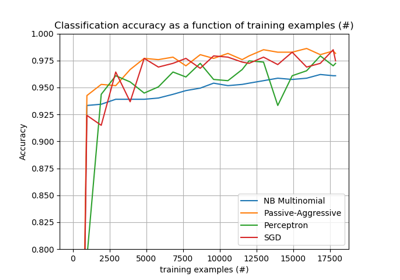 Classification accuracy as a function of training examples (#)
1.000
0.975
0.950
0.925
0.900
0.875
0.850
0.825
0.800
Accuracy
NB Multinomial
Passive-Aggressive
Perceptron
SGD
0 2500 5000 7500 10000 12500 15000 17500
training examples (#)